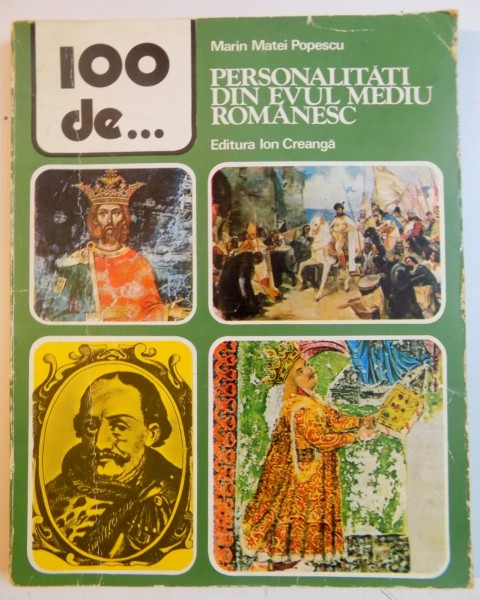 100
de...
Marin Matei Popescu
PERSONALITĂȚI
DIN EVUL MEDIU
ROMÂNESC
Editura Ion Creangă